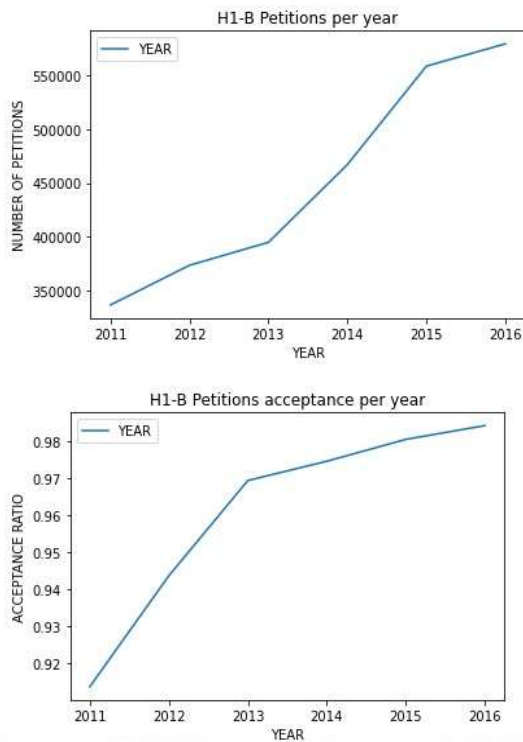 H1-B Petitions per year
YEAR
NUMBER OF PETITIONS
550000
500000
450000
400000
350000
2011 2012 2013 2014 2015 2016
YEAR
H1-B Petitions acceptance per year
YEAR
ACCEPTANCE RATIO
0.98
0.97
0.96
0.95
0.94
0.93
0.92
2011 2012 2013 2014 2015 2016
YEAR